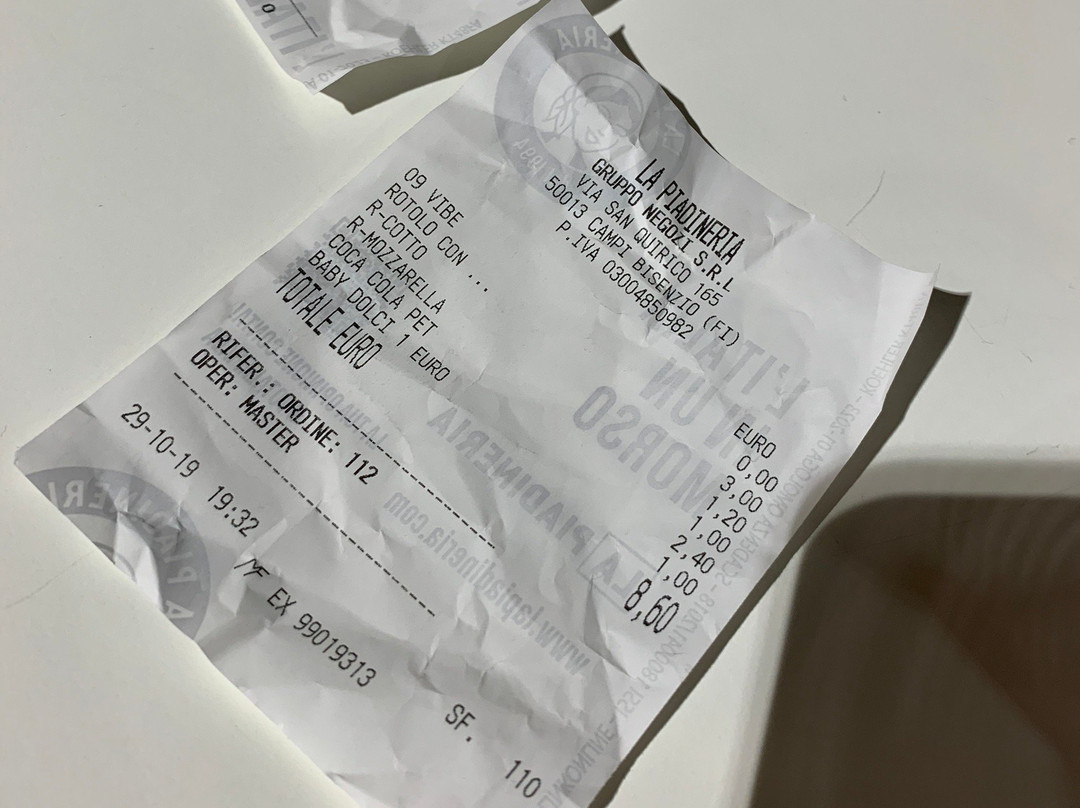 LA PIADINERIA
GRUPPO NEGOZI S.R.L
VIA SAN QUIRICO 165
50013 CAMPI BISENZIO (FI)
P.IVA 03004850982
EURO
09 VIBE 0,00
ROTOLO CON ... 3,00
R-COTTO 1,20
R-MOZZARELLA 1,00
COCA COLA PET 2,40
BABY DOLCI 1 EURO 1,00
TOTALE EURO 8,60
RIFER.: ORDINE: 112
OPER: MASTER
29-10-19 19:32 SF. 110
MF EX 99019313
L'ITALIA
IN UN
MORSO
LA PIADINERIA
www.lapiadineria.com